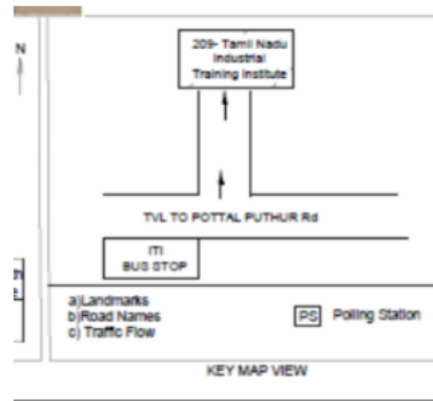 N
209- Tamil Nadu
Industrial
Training Institute
TVL TO POTTAL PUTHUR Rd
ITI
BUS STOP
a)Landmarks
b)Road Names
c) Traffic Flow
PS Polling Station
KEY MAP VIEW